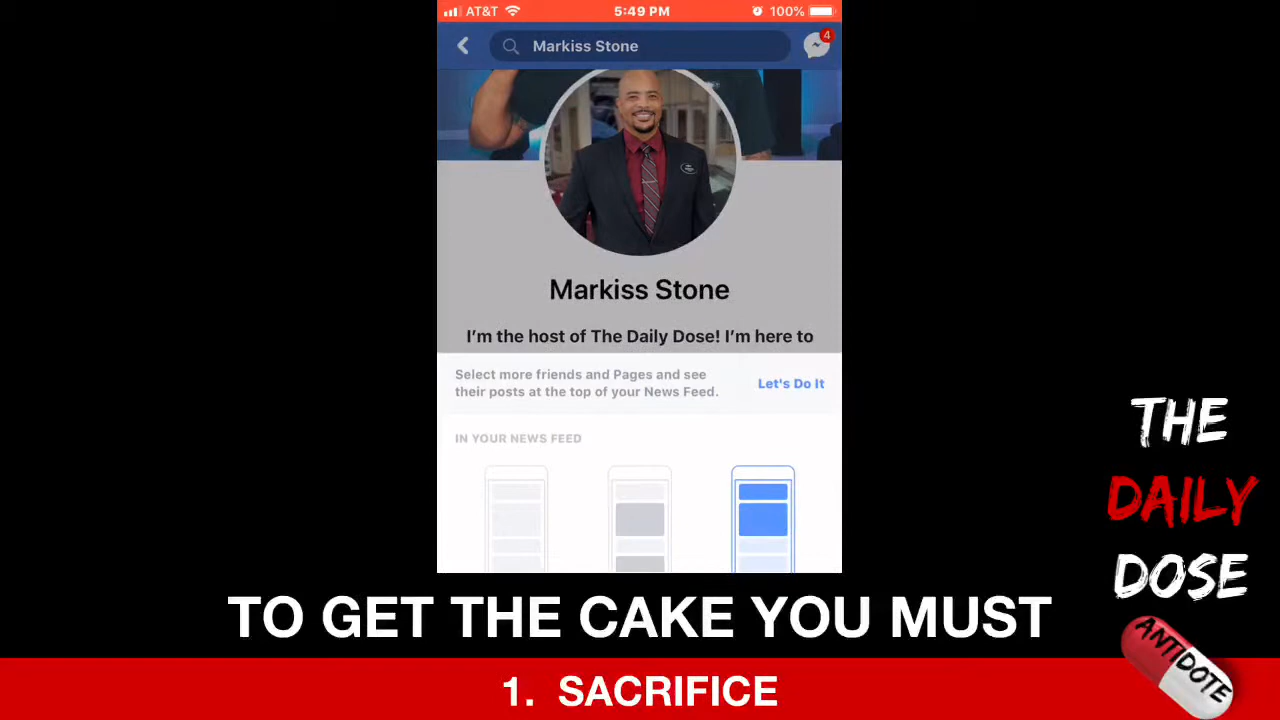 AT&T 5:49 PM 100%
Markiss Stone
4
Markiss Stone
I'm the host of The Daily Dose! I'm here to
Select more friends and Pages and see
their posts at the top of your News Feed.
Let's Do It
IN YOUR NEWS FEED
THE
DAILY
DOSE
ANTIDOTE
TO GET THE CAKE YOU MUST
1. SACRIFICE